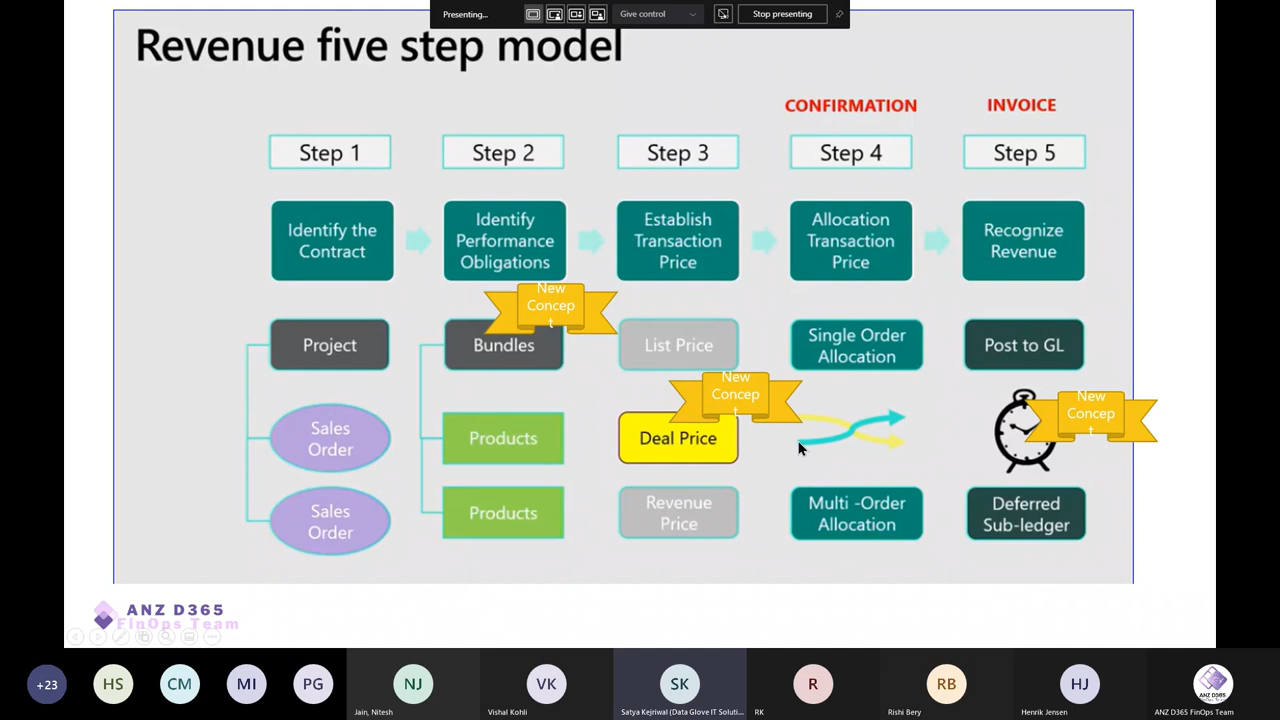 Presenting...
Give control
Stop presenting
Revenue five step model
CONFIRMATION
INVOICE
Step 1
Step 2
Step 3
Step 4
Step 5
Identify the
Contract
Identify
Performance
Obligations
Establish
Transaction
Price
Allocation
Transaction
Price
Recognize
Revenue
New
Concep
t
Project
Bundles
List Price
Single Order
Allocation
Post to GL
New
Concep
t
New
Concep
t
Sales
Order
Products
Deal Price
Sales
Order
Products
Revenue
Price
Multi -Order
Allocation
Deferred
Sub-ledger
ANZ D365
FinOps Team
+23
HS
CM
MI
PG
NJ
VK
SK
R
RB
HJ
Jain, Nitesh
Vishal Kohli
Satya Kejriwal (Data Glove IT Soluti...
RK
Rishi Bery
Henrik Jensen
ANZ D365 FinOps Team